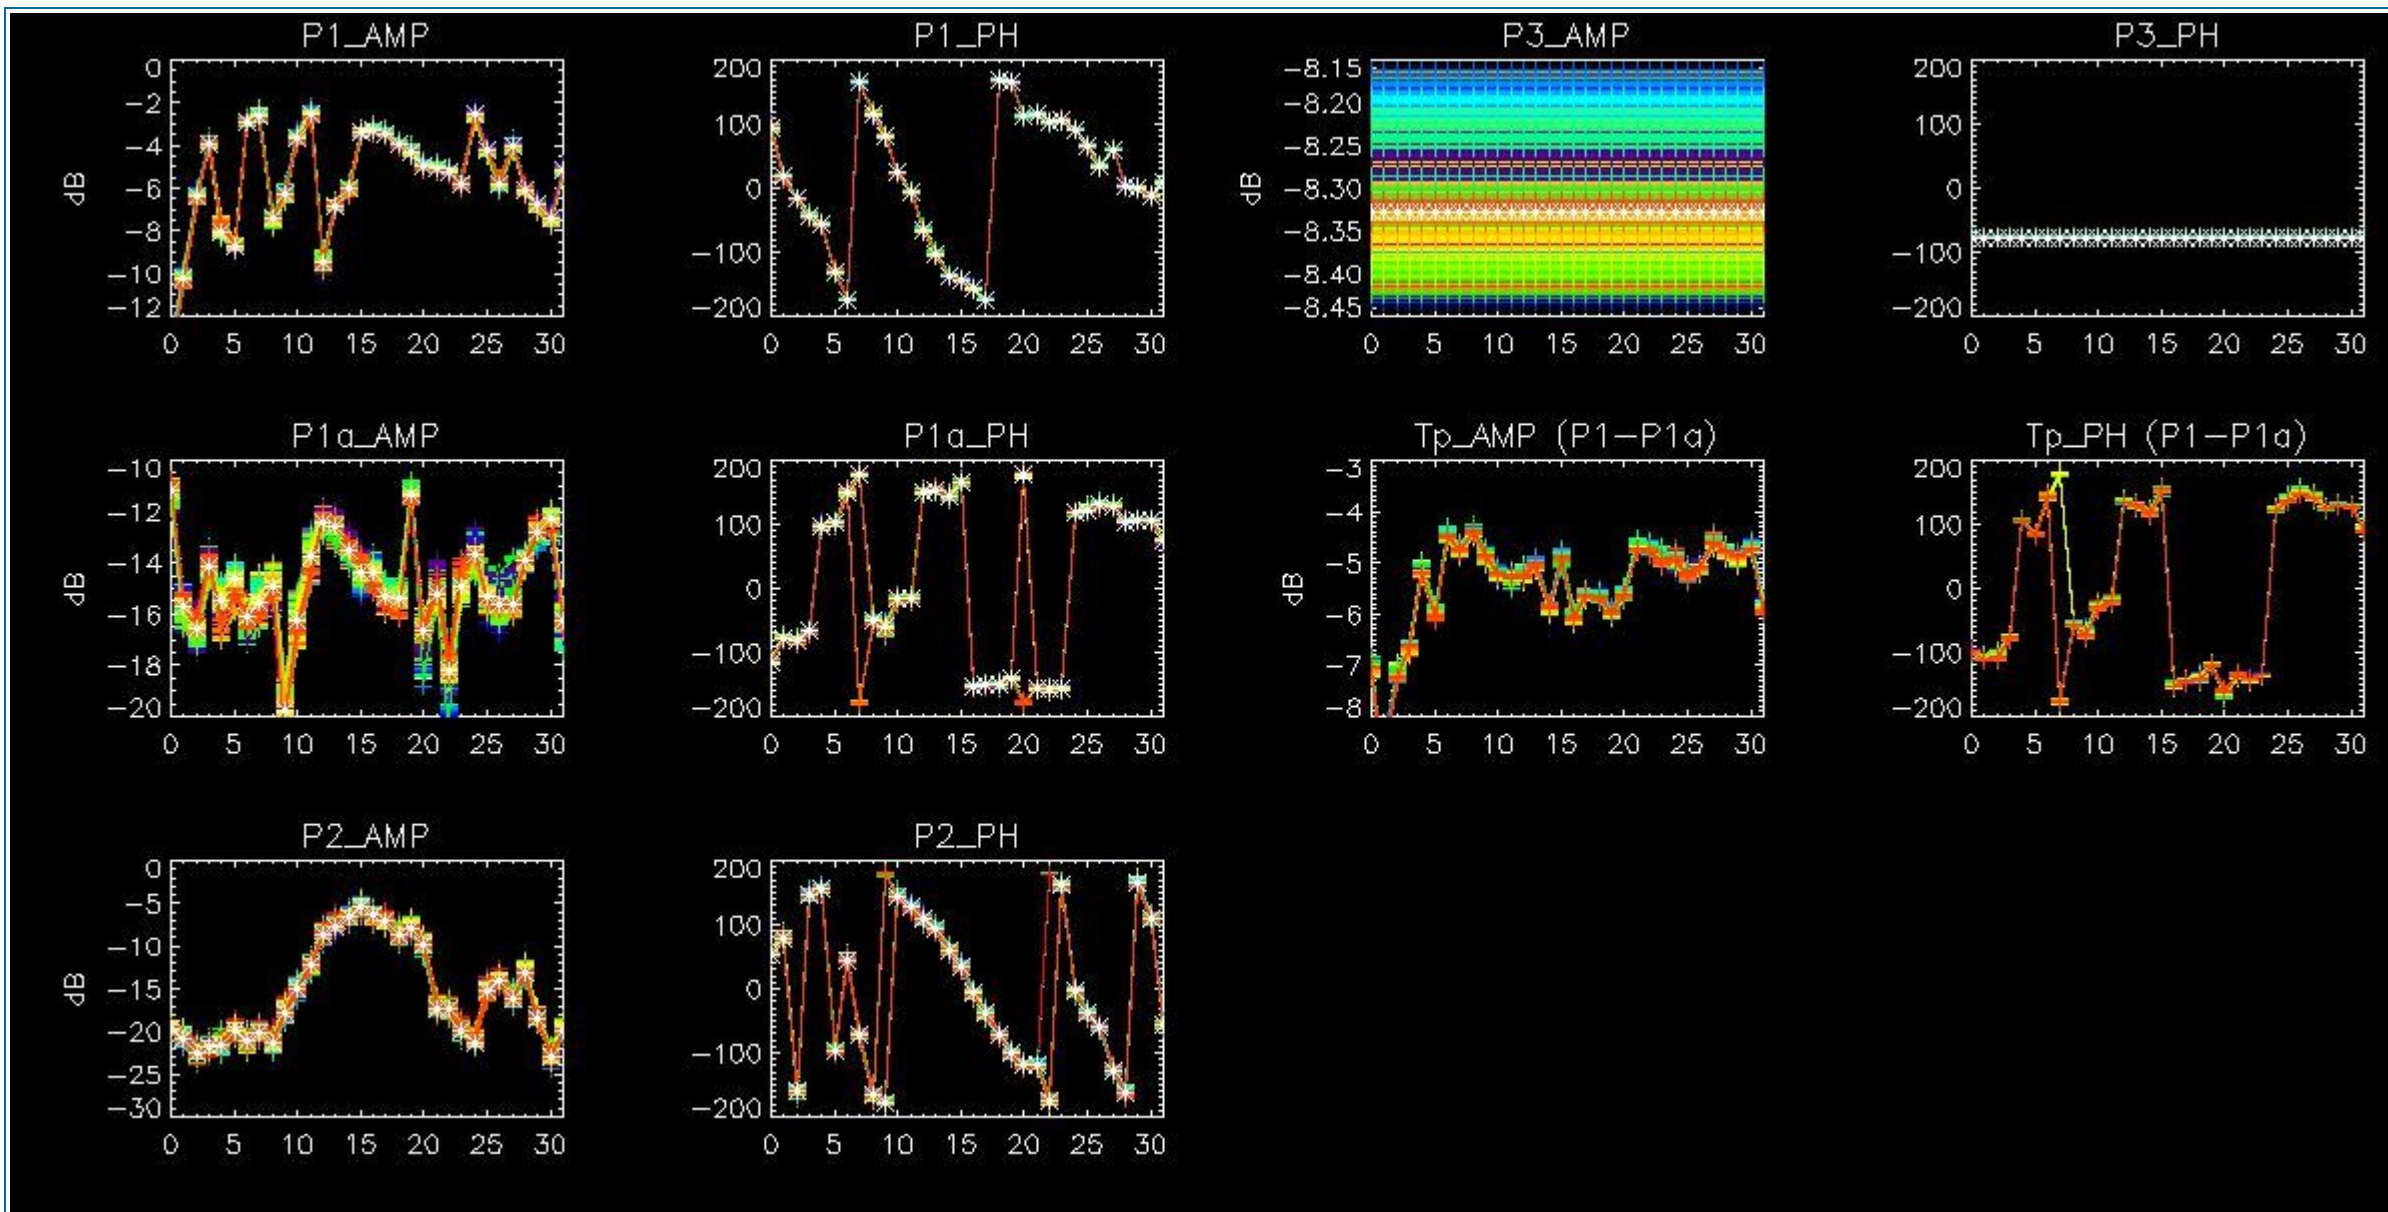 P1_AMP
0
−2
−4
−6
−8
−10
−12
dB
0 5 10 15 20 25 30
P1_PH
200
100
0
−100
−200
0 5 10 15 20 25 30
P3_AMP
−8.15
−8.20
−8.25
−8.30
−8.35
−8.40
−8.45
dB
0 5 10 15 20 25 30
P3_PH
200
100
0
−100
−200
0 5 10 15 20 25 30
P1a_AMP
−10
−12
−14
−16
−18
−20
dB
0 5 10 15 20 25 30
P1a_PH
200
100
0
−100
−200
0 5 10 15 20 25 30
Tp_AMP (P1−P1a)
−3
−4
−5
−6
−7
−8
dB
0 5 10 15 20 25 30
Tp_PH (P1−P1a)
200
100
0
−100
−200
0 5 10 15 20 25 30
P2_AMP
0
−5
−10
−15
−20
−25
−30
dB
0 5 10 15 20 25 30
P2_PH
200
100
0
−100
−200
0 5 10 15 20 25 30